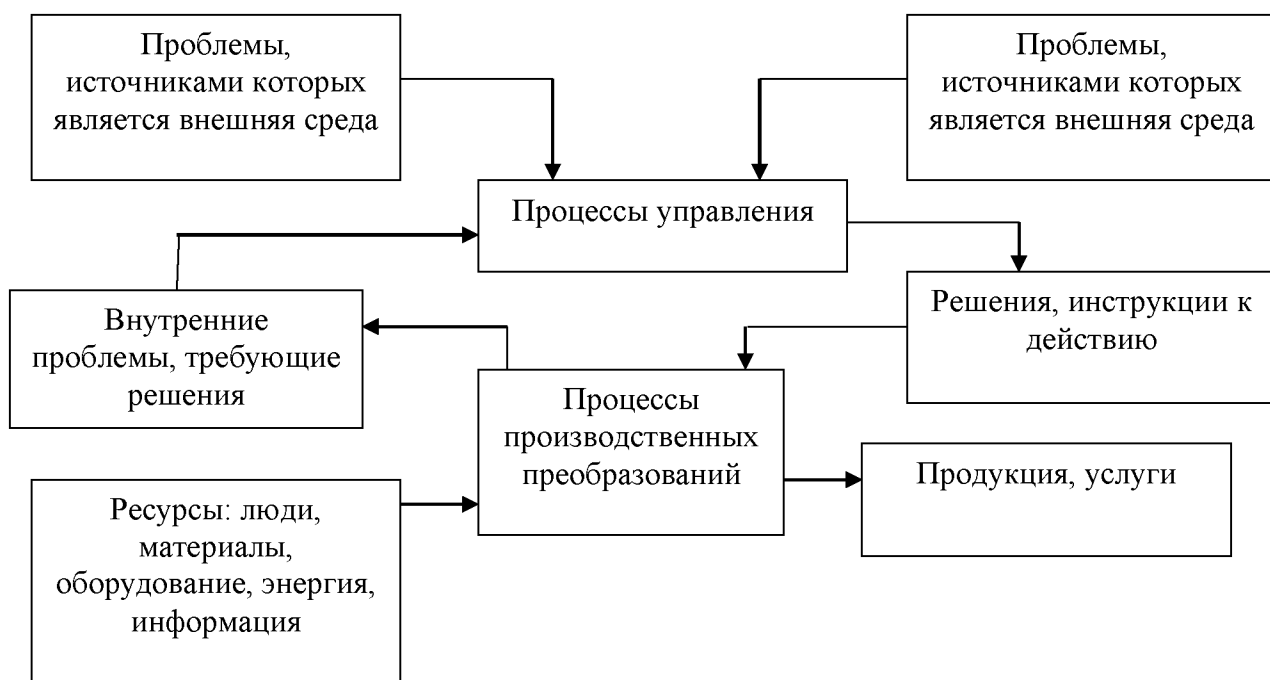 Проблемы,
источниками которых
является внешняя среда
Проблемы,
источниками которых
является внешняя среда
Процессы управления
Внутренние
проблемы, требующие
решения
Решения, инструкции к
действию
Процессы
производственных
преобразований
Продукция, услуги
Ресурсы: люди,
материалы,
оборудование, энергия,
информация